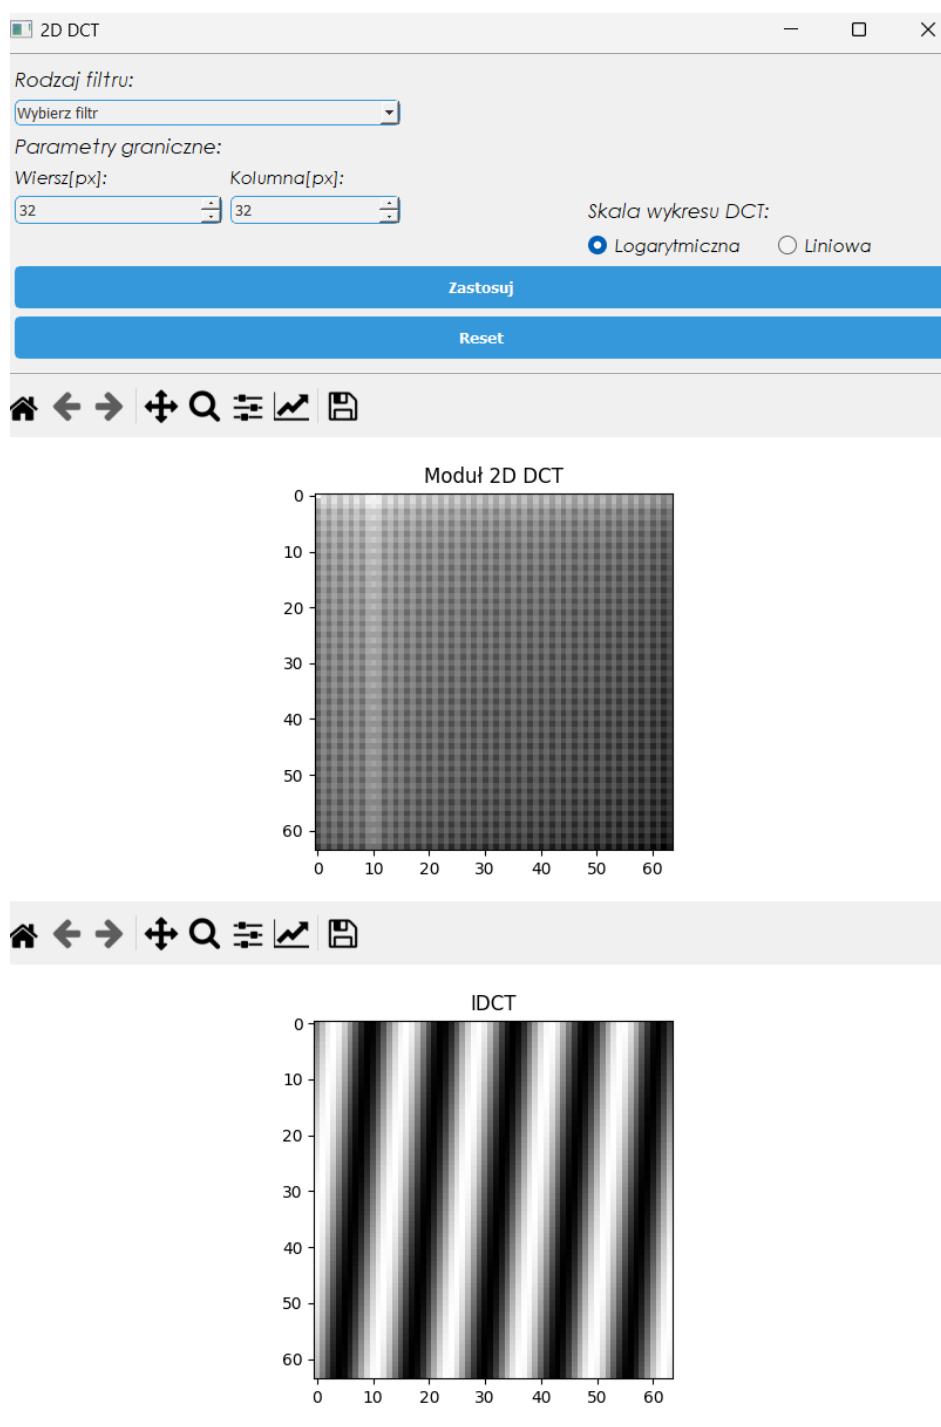 2D DCT
Rodzaj filtru:
Wybierz filtr
Parametry graniczne:
Wiersz[px]: Kolumna[px]:
32 32
Skala wykresu DCT:
Logarytmiczna Liniowa
Zastosuj
Reset
Moduł 2D DCT
0
10
20
30
40
50
60
0 10 20 30 40 50 60
IDCT
0
10
20
30
40
50
60
0 10 20 30 40 50 60